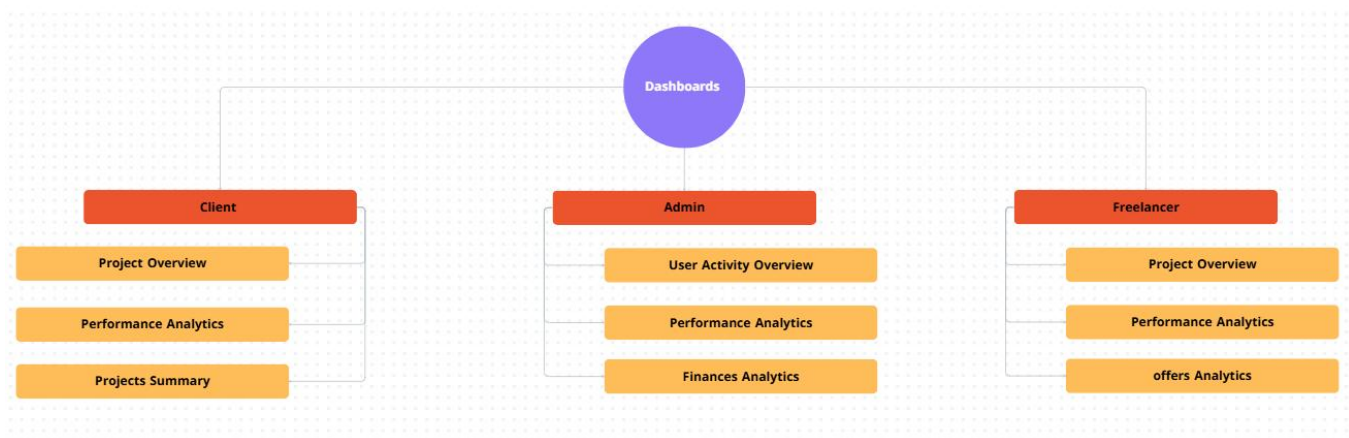 Dashboards
Client
Project Overview
Performance Analytics
Projects Summary
Admin
User Activity Overview
Performance Analytics
Finances Analytics
Freelancer
Project Overview
Performance Analytics
offers Analytics